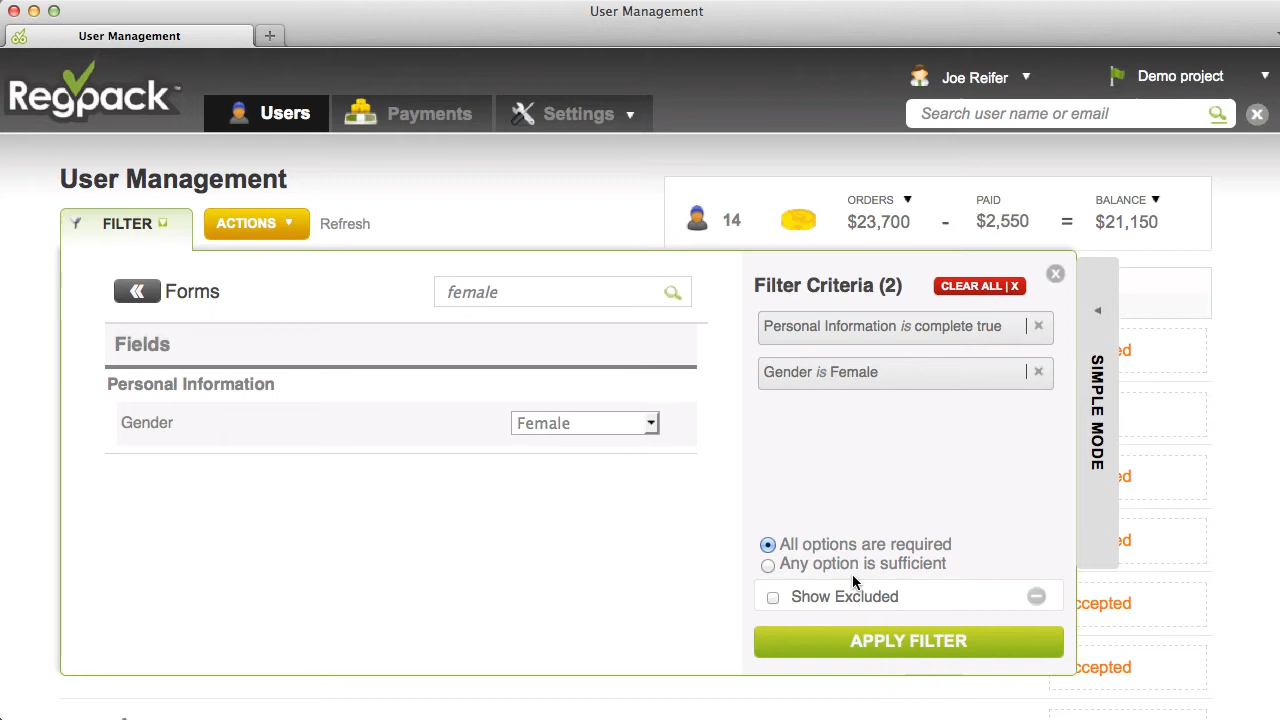 User Management
User Management
Regpack
Users
Payments
Settings
Joe Reifer
Demo project
Search user name or email
User Management
FILTER
ACTIONS
Refresh
14
ORDERS
$23,700
-
PAID
$2,550
=
BALANCE
$21,150
Forms
female
Fields
Personal Information
Gender
Female
Filter Criteria (2)
CLEAR ALL | X
Personal Information is complete true
Gender is Female
All options are required
Any option is sufficient
Show Excluded
APPLY FILTER
SIMPLE MODE
ed
ed
ed
ccepted
ccepted